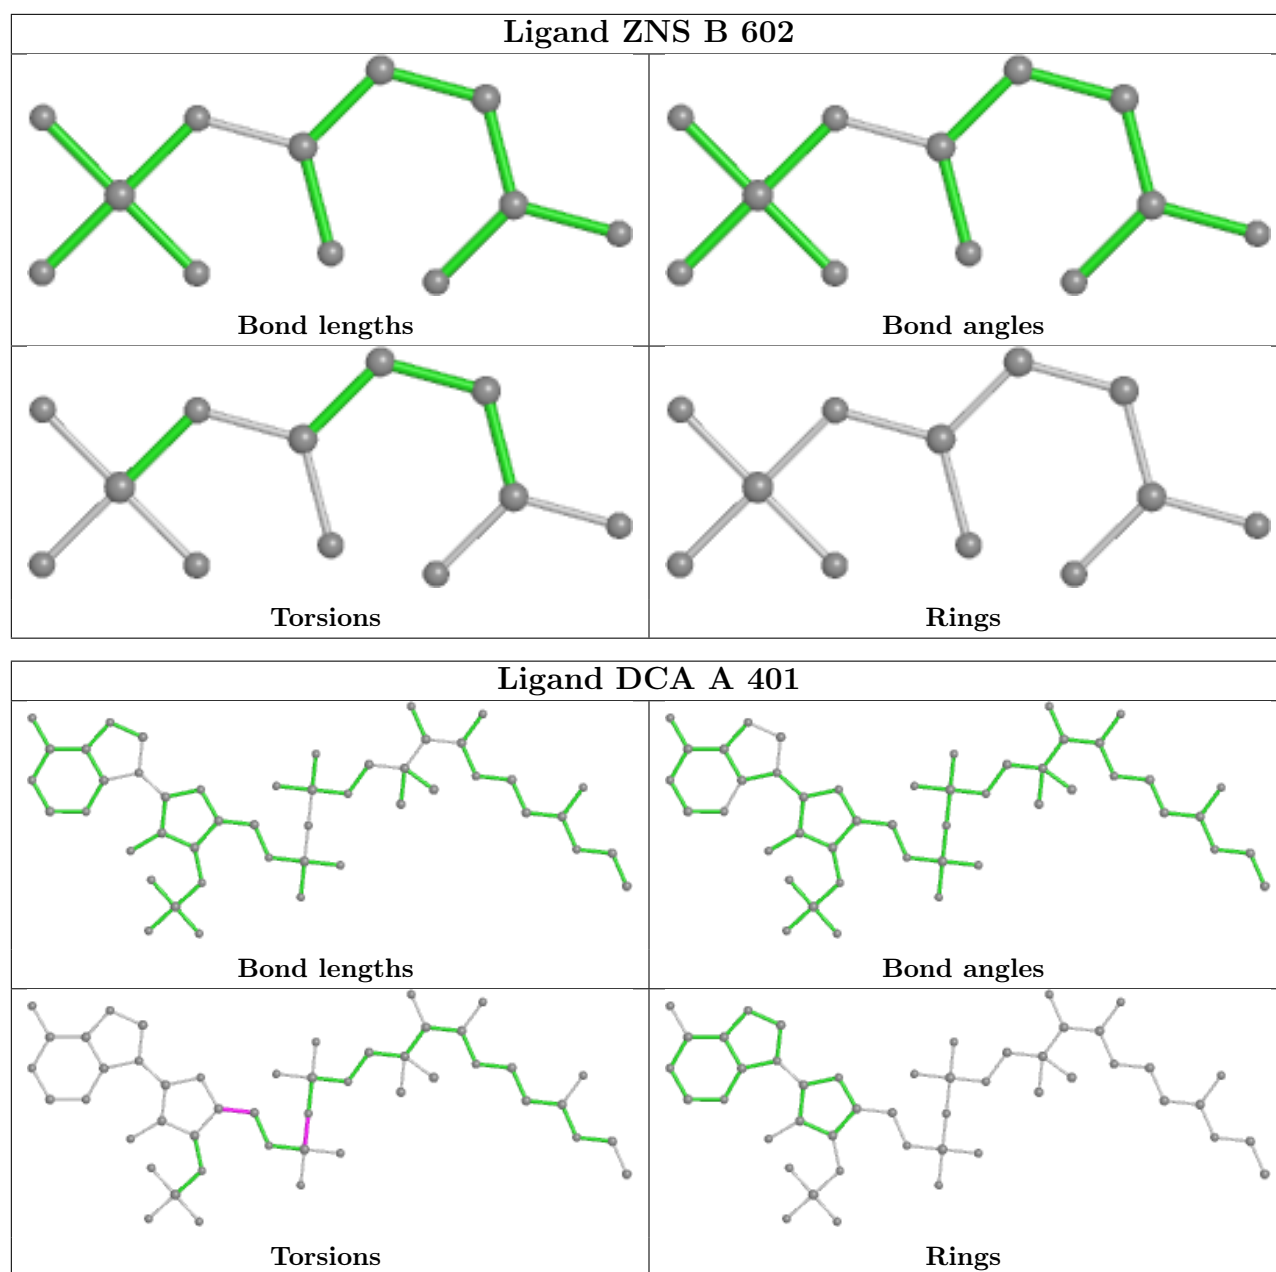 Ligand ZNS B 602
Bond lengths
Bond angles
Torsions
Rings
Ligand DCA A 401
Bond lengths
Bond angles
Torsions
Rings